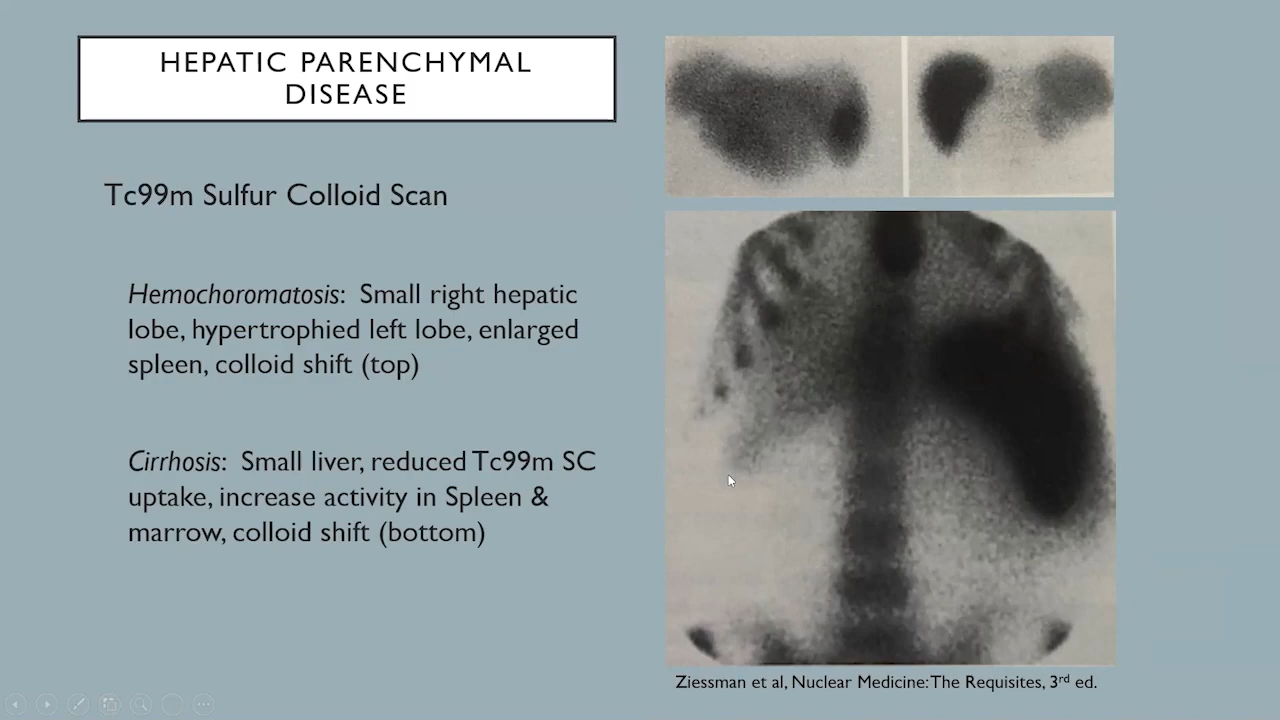 HEPATIC PARENCHYMAL
DISEASE
Tc99m Sulfur Colloid Scan
Hemochoromatosis: Small right hepatic
lobe, hypertrophied left lobe, enlarged
spleen, colloid shift (top)
Cirrhosis: Small liver, reduced Tc99m SC
uptake, increase activity in Spleen &
marrow, colloid shift (bottom)
Ziessman et al, Nuclear Medicine: The Requisites, 3rd ed.